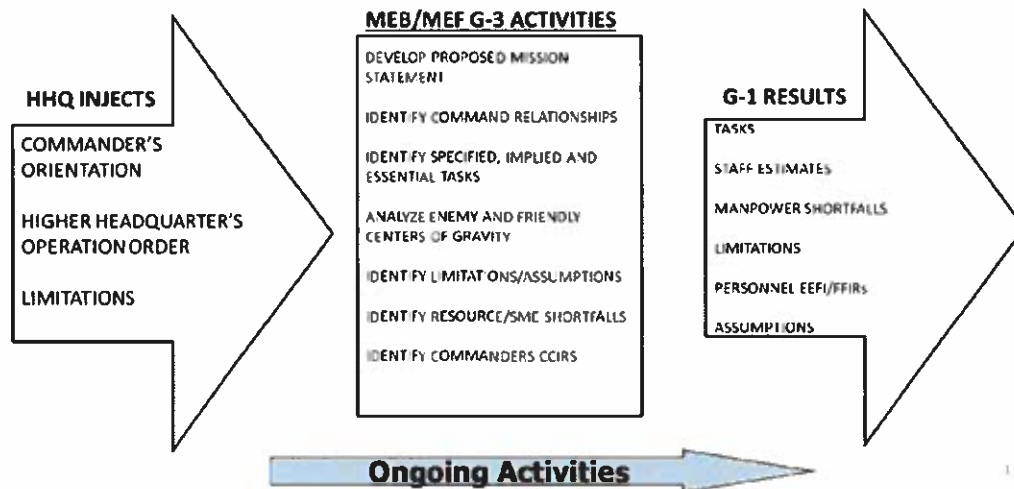 MEB/MEF G-3 ACTIVITIES
HHQ INJECTS
COMMANDER'S
ORIENTATION
HIGHER HEADQUARTER'S
OPERATION ORDER
LIMITATIONS
DEVELOP PROPOSED MISSION
STATEMENT
IDENTIFY COMMAND RELATIONSHIPS
IDENTIFY SPECIFIED, IMPLIED AND
ESSENTIAL TASKS
ANALYZE ENEMY AND FRIENDLY
CENTERS OF GRAVITY
IDENTIFY LIMITATIONS/ASSUMPTIONS
IDENTIFY RESOURCE/SME SHORTFALLS
IDENTIFY COMMANDERS CCIRS
G-1 RESULTS
TASKS
STAFF ESTIMATES
MANPOWER SHORTFALLS
LIMITATIONS
PERSONNEL EEFI/FFIRs
ASSUMPTIONS
Ongoing Activities